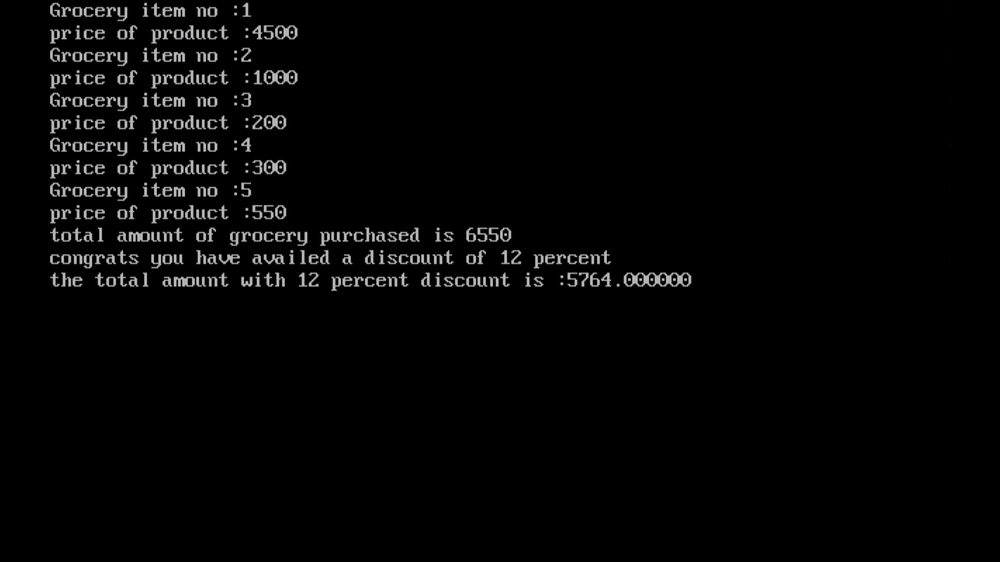 Grocery item no :1
price of product :4500
Grocery item no :2
price of product :1000
Grocery item no :3
price of product :200
Grocery item no :4
price of product :300
Grocery item no :5
price of product :550
total amount of grocery purchased is 6550
congrats you have availed a discount of 12 percent
the total amount with 12 percent discount is :5764.000000